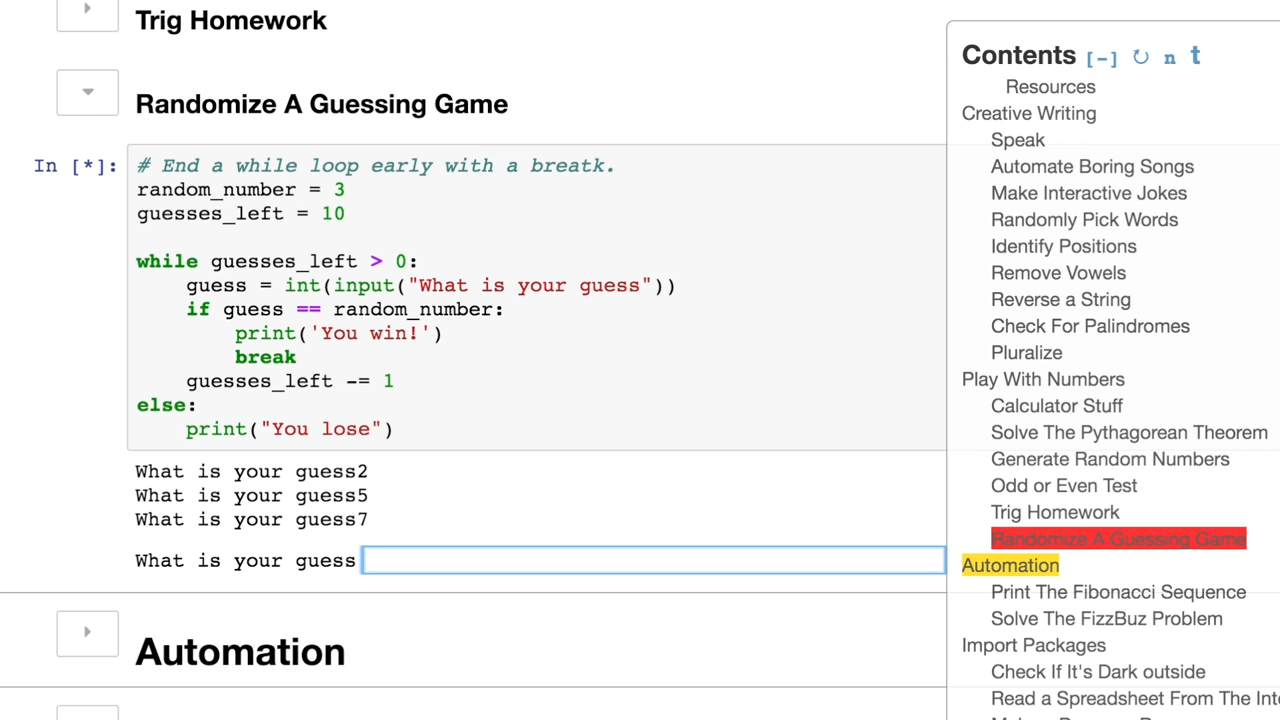 Trig Homework
Randomize A Guessing Game
In [*]:
# End a while loop early with a breatk.
random_number = 3
guesses_left = 10
while guesses_left > 0:
    guess = int(input("What is your guess"))
    if guess == random_number:
        print('You win!')
        break
    guesses_left -= 1
else:
    print("You lose")
What is your guess2
What is your guess5
What is your guess7
What is your guess
Automation
Contents [-] ↻ n t
Resources
Creative Writing
Speak
Automate Boring Songs
Make Interactive Jokes
Randomly Pick Words
Identify Positions
Remove Vowels
Reverse a String
Check For Palindromes
Pluralize
Play With Numbers
Calculator Stuff
Solve The Pythagorean Theorem
Generate Random Numbers
Odd or Even Test
Trig Homework
Randomize A Guessing Game
Automation
Print The Fibonacci Sequence
Solve The FizzBuz Problem
Import Packages
Check If It's Dark outside
Read a Spreadsheet From The Int